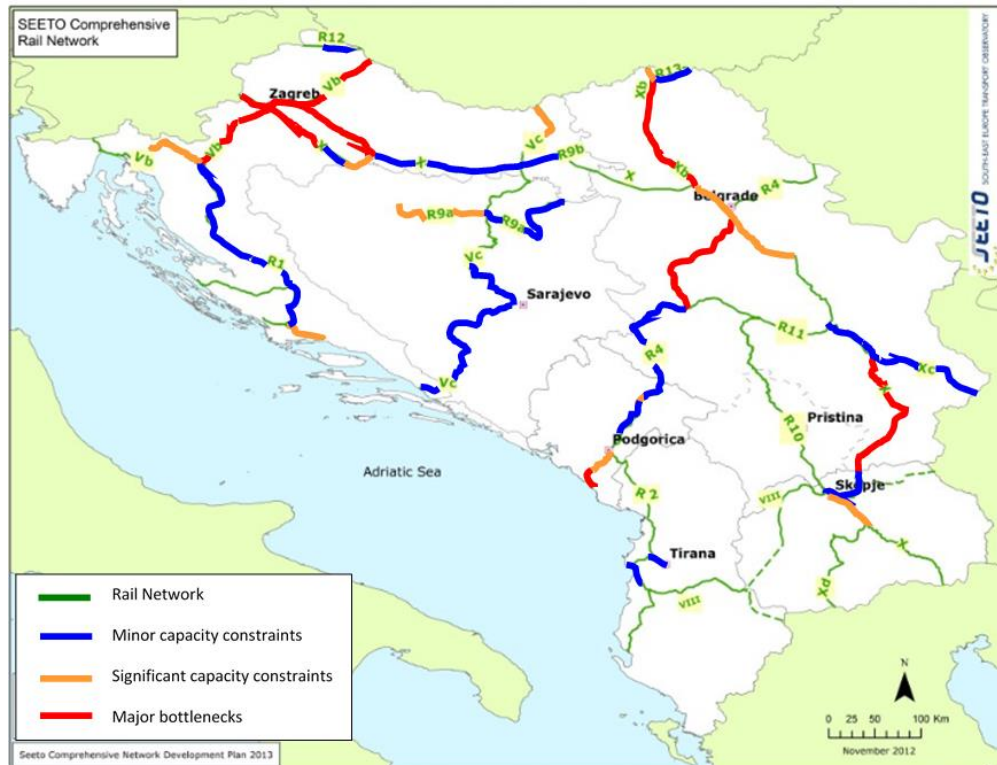 SEETO Comprehensive
Rail Network
SOUTH-EAST EUROPE TRANSPORT OBSERVATORY
SEETO
R12
Zagreb
Vb
R13
Xb
Vb
Vb
X
X
Vc
R9b
X
Xb
Belgrade
R4
R9a
R9a
Vc
R1
Sarajevo
Vc
R4
R11
X
Xc
Pristina
R10
Podgorica
Adriatic Sea
R 2
Skopje
VIII
X
Xd
Tirana
VIII
Rail Network
Minor capacity constraints
Significant capacity constraints
Major bottlenecks
N
0 25 50 100 Km
November 2012
Seeto Comprehensive Network Development Plan 2013